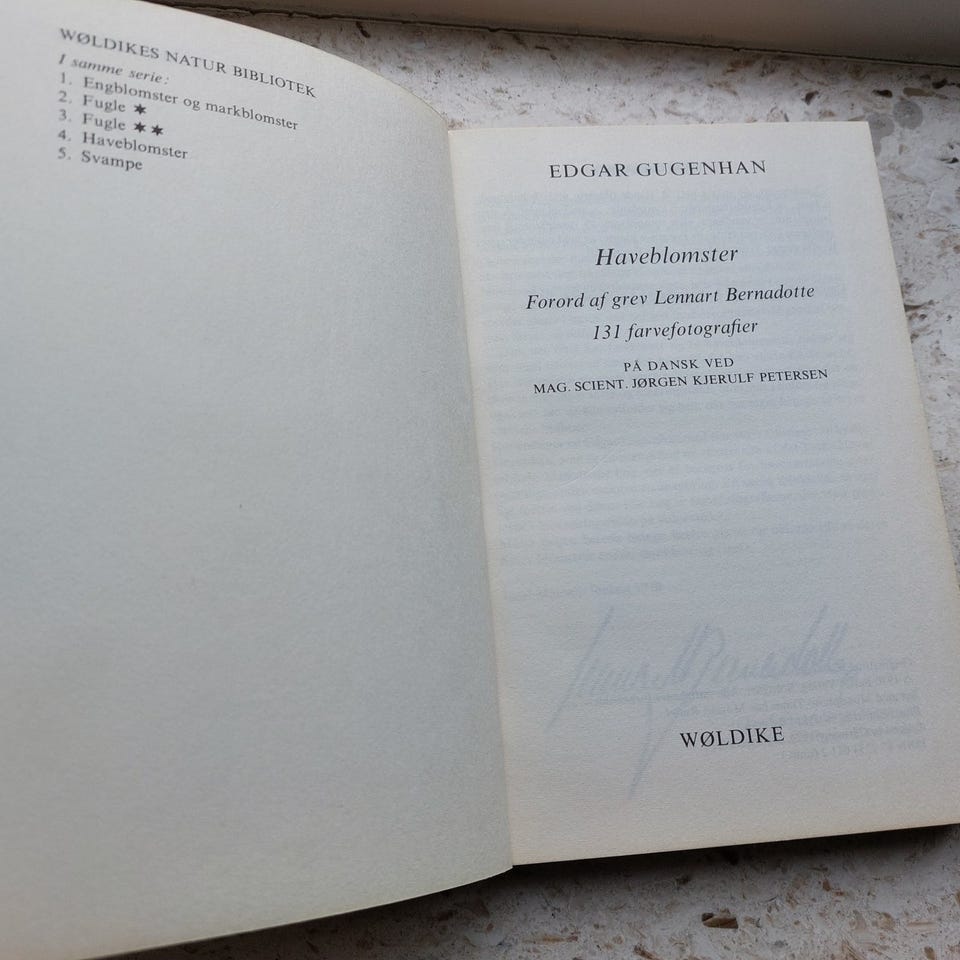 WØLDIKES NATUR BIBLIOTEK
I samme serie:
1. Engblomster og markblomster
2. Fugle ★
3. Fugle ★★
4. Haveblomster
5. Svampe
EDGAR GUGENHAN
Haveblomster
Forord af grev Lennart Bernadotte
131 farvefotografier
PÅ DANSK VED
MAG. SCIENT. JØRGEN KJERULF PETERSEN
WØLDIKE